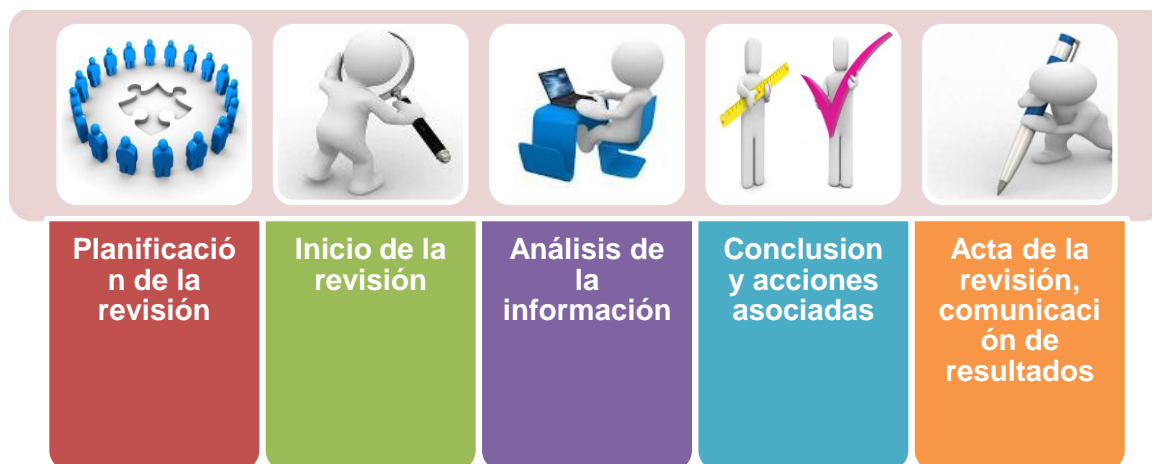 Planificació
n de la
revisión
Inicio de la
revisión
Análisis de
la
información
Conclusion
y acciones
asociadas
Acta de la
revisión,
comunicaci
ón de
resultados